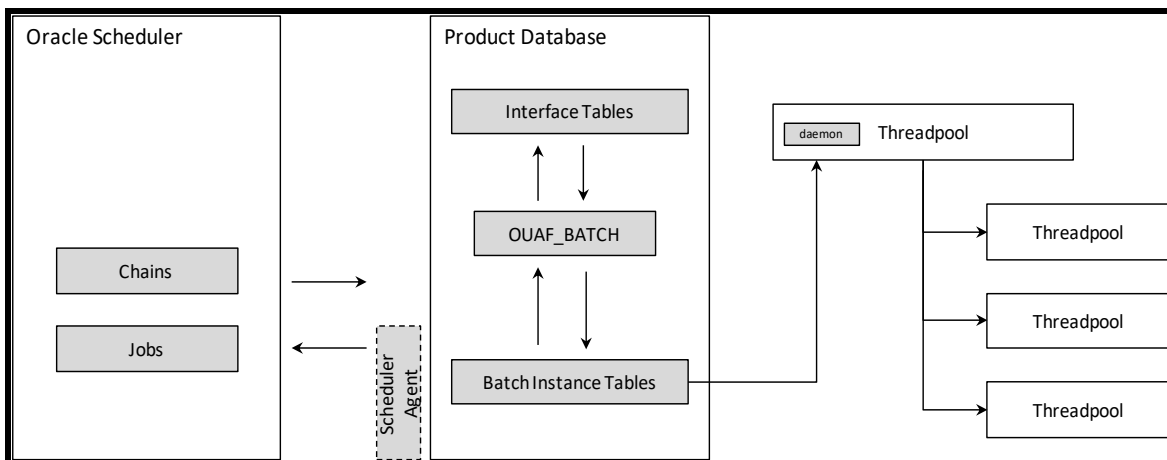 Oracle Scheduler
Chains
Jobs
Scheduler
Agent
Product Database
Interface Tables
OUAF_BATCH
Batch Instance Tables
daemon
Threadpool
Threadpool
Threadpool
Threadpool